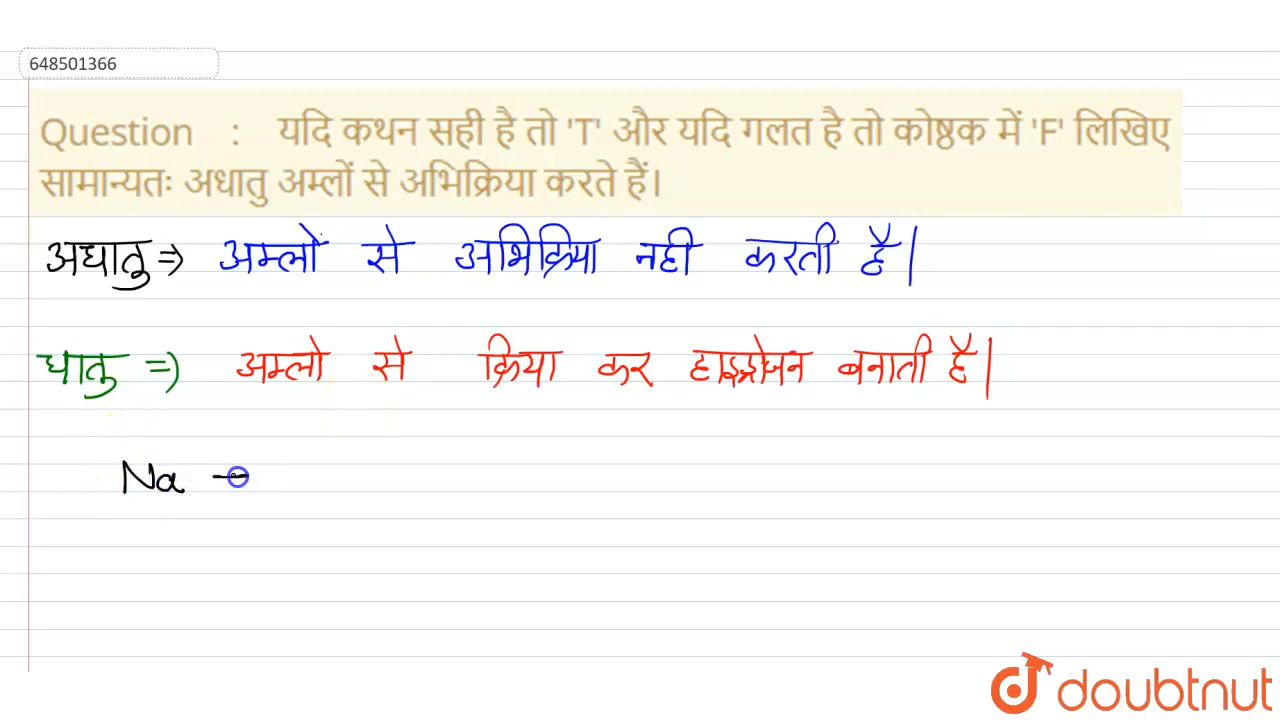 648501366
Question : यदि कथन सही है तो 'T' और यदि गलत है तो कोष्ठक में 'F' लिखिए
सामान्यतः अधातु अम्लों से अभिक्रिया करते हैं।
अधातु => अम्लों से अभिक्रिया नही करती है।
धातु => अम्लो से क्रिया कर हाइड्रोजन बनाती है।
Na
doubtnut